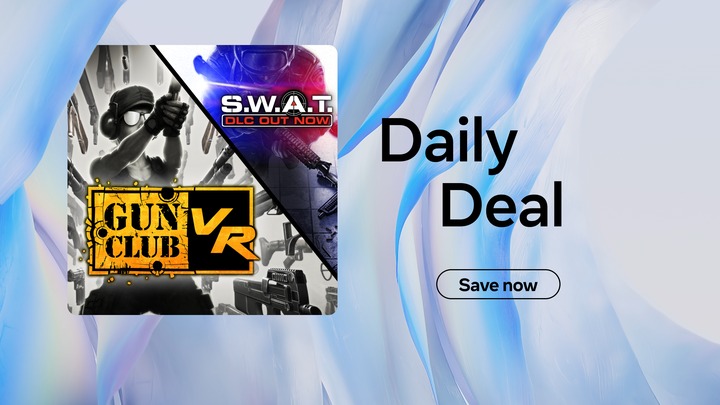 S.W.A.T.
DLC OUT NOW
GUN
CLUB
VR
Daily
Deal
Save now